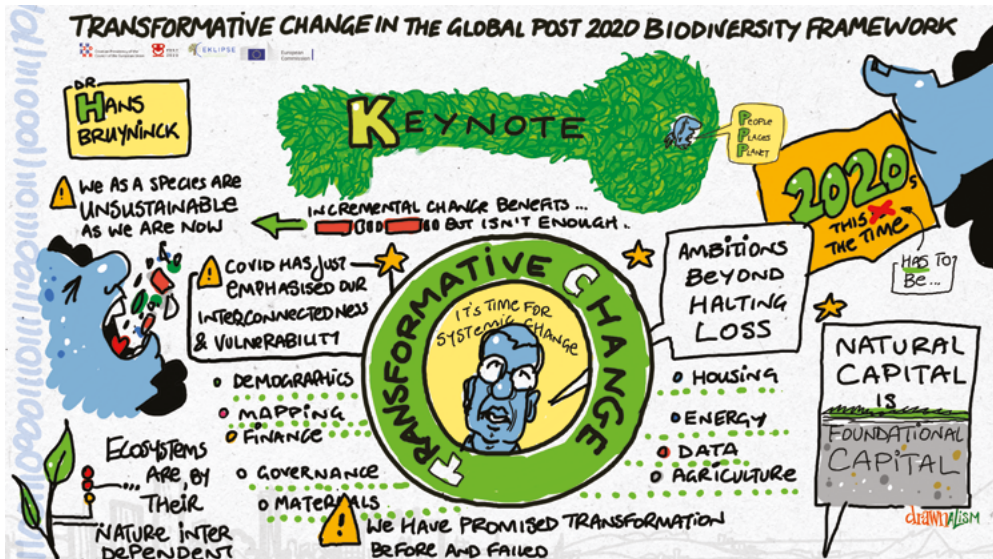 TRANSFORMATIVE CHANGE IN THE GLOBAL POST 2020 BIODIVERSITY FRAMEWORK
EKLIPSE
European
Commission
DR.
HANS
BRUYNINCK
KEYNOTE
PEOPLE
PLACES
PLANET
2020s
THIS IS
THE TIME
HAS TO
BE...
WE AS A SPECIES ARE
UNSUSTAINABLE
AS WE ARE NOW
INCREMENTAL CHANGE BENEFITS...
BUT ISN'T ENOUGH..
COVID HAS JUST
EMPHASISED OUR
INTERCONNECTEDNESS
& VULNERABILITY
TRANSFORMATIVE CHANGE
IT'S TIME FOR
SYSTEMIC CHANGE
AMBITIONS
BEYOND
HALTING
LOSS
DEMOGRAPHICS
MAPPING
FINANCE
GOVERNANCE
MATERIALS
HOUSING
ENERGY
DATA
AGRICULTURE
NATURAL
CAPITAL
IS
FOUNDATIONAL
CAPITAL
ECOSYSTEMS
... ARE, BY
THEIR
NATURE INTER
DEPENDENT
WE HAVE PROMISED TRANSFORMATION
BEFORE AND FAILED
drawnalism